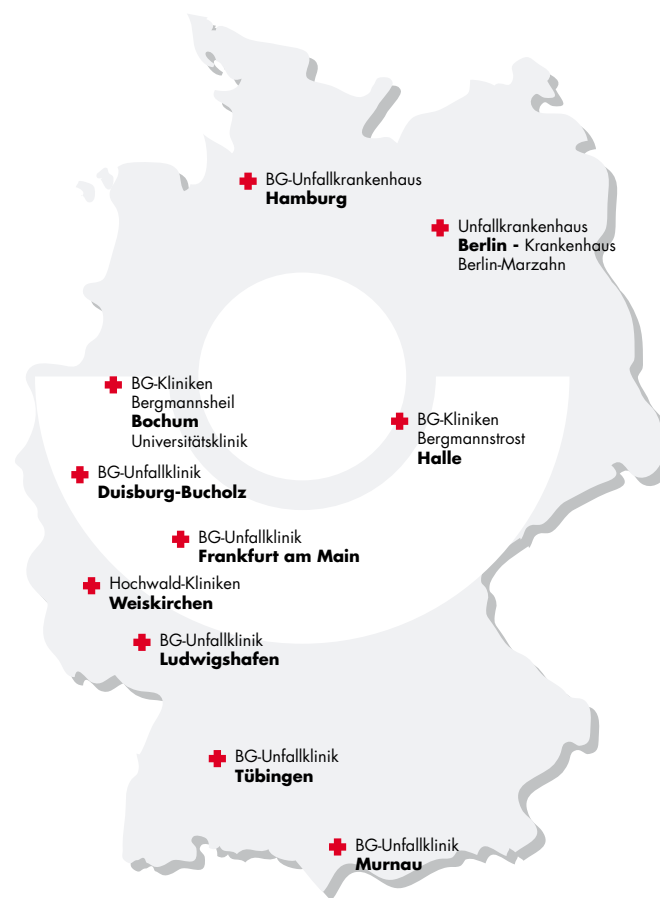 BG-Unfallkrankenhaus
Hamburg
Unfallkrankenhaus
Berlin - Krankenhaus
Berlin-Marzahn
BG-Kliniken
Bergmannsheil
Bochum
Universitätsklinik
BG-Kliniken
Bergmannstrost
Halle
BG-Unfallklinik
Duisburg-Bucholz
BG-Unfallklinik
Frankfurt am Main
Hochwald-Kliniken
Weiskirchen
BG-Unfallklinik
Ludwigshafen
BG-Unfallklinik
Tübingen
BG-Unfallklinik
Murnau